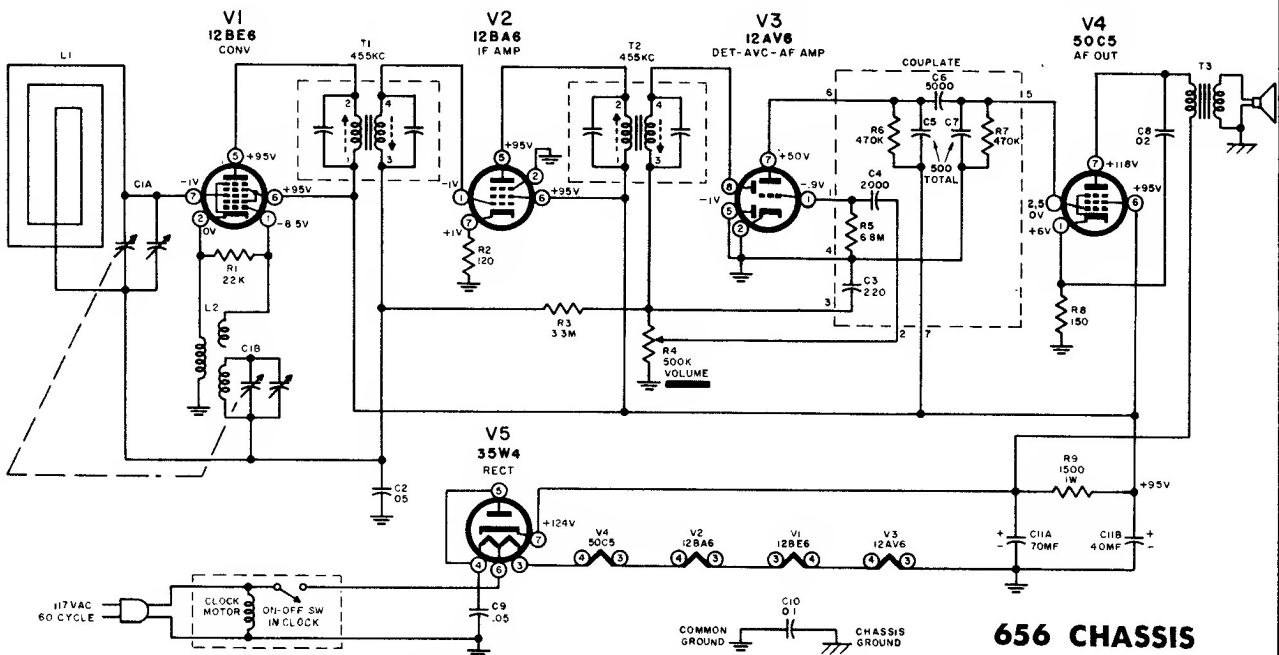 V1
12BE6
CONV
V2
12BA6
IF AMP
V3
12AV6
DET-AVC-AF AMP
V4
50C5
AF OUT
L1
T1
455KC
T2
455KC
COUPLATE
C6
5000
T3
2
4
1
3
2
4
1
3
6
5
R6
470K
C5
C7
R7
470K
500
TOTAL
C8
02
5
+95V
C1A
-1V
7
6
+95V
2
0V
1
-8.5V
R1
22K
L2
C1B
5
+95V
2
-1V
1
6
+95V
7
+1V
R2
120
7
+50V
8
-1V
5
2
1
-.9V
C4
2000
R5
6.8M
4
C3
220
3
2
7
7
+118V
2,5
0V
6
+95V
+6V
1
R8
150
R3
3.3M
R4
500K
VOLUME
C2
05
V5
35W4
RECT
5
+124V
7
4
6
3
R9
1500
1W
+95V
V4
50C5
4
3
V2
12BA6
4
3
V1
12BE6
3
4
V3
12AV6
4
3
+
-
C11A
70MF
C11B
40MF
+
-
117VAC
60 CYCLE
CLOCK
MOTOR
ON-OFF SW
IN CLOCK
C9
.05
C10
01
COMMON
GROUND
CHASSIS
GROUND
656 CHASSIS